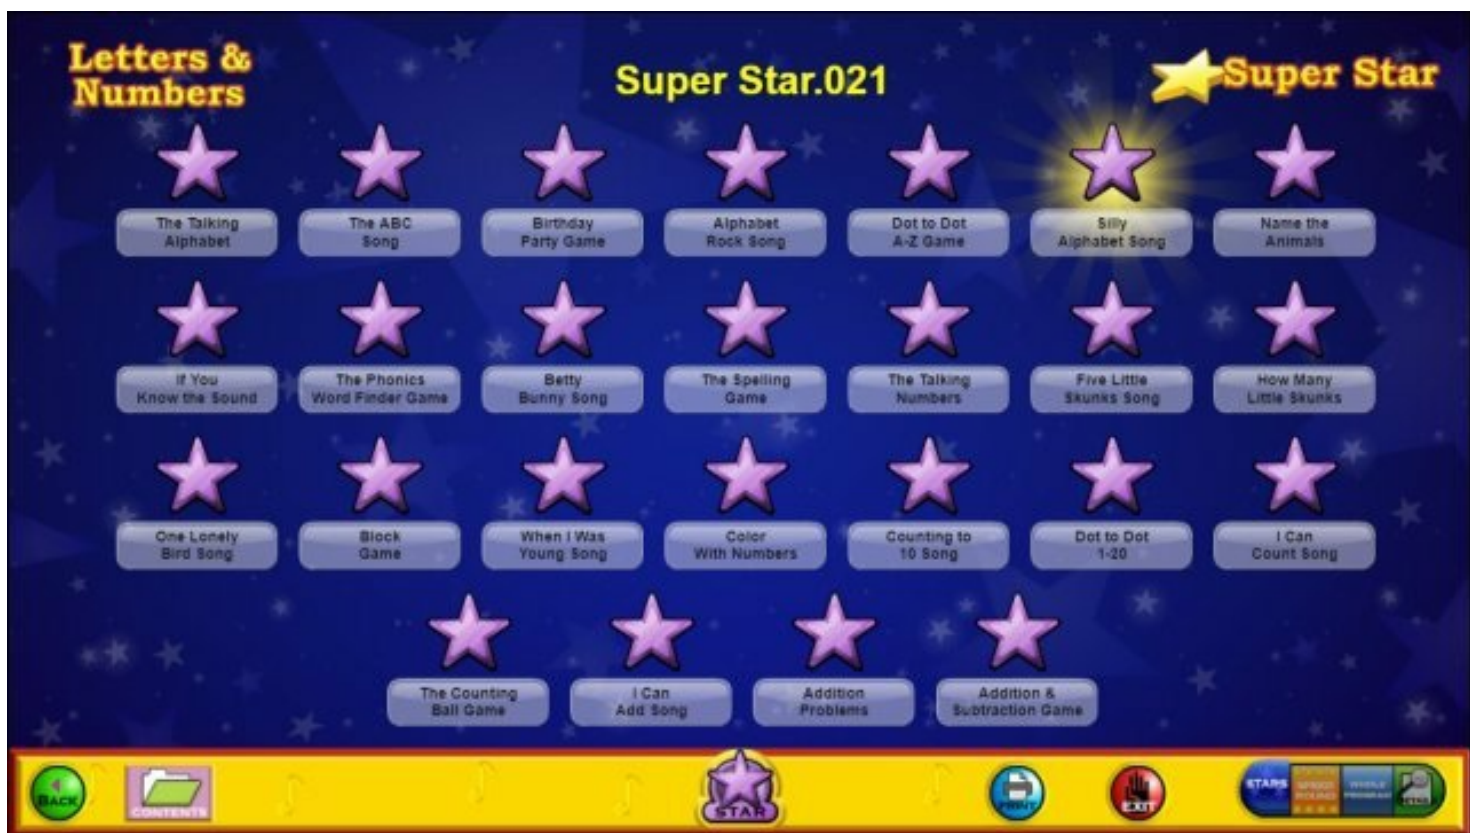 Letters &
Numbers
Super Star.021
Super Star
The Talking
Alphabet
The ABC
Song
Birthday
Party Game
Alphabet
Rock Song
Dot to Dot
A-Z Game
Silly
Alphabet Song
Name the
Animals
If You
Know the Sound
The Phonics
Word Finder Game
Betty
Bunny Song
The Spelling
Game
The Talking
Numbers
Five Little
Skunks Song
How Many
Little Skunks
One Lonely
Bird Song
Block
Game
When I Was
Young Song
Color
With Numbers
Counting to
10 Song
Dot to Dot
1-20
I Can
Count Song
The Counting
Ball Game
I Can
Add Song
Addition
Problems
Addition &
Subtraction Game
BACK
CONTENTS
STAR
PRINT
EXIT
STARS
WHOLE
PROGRAM